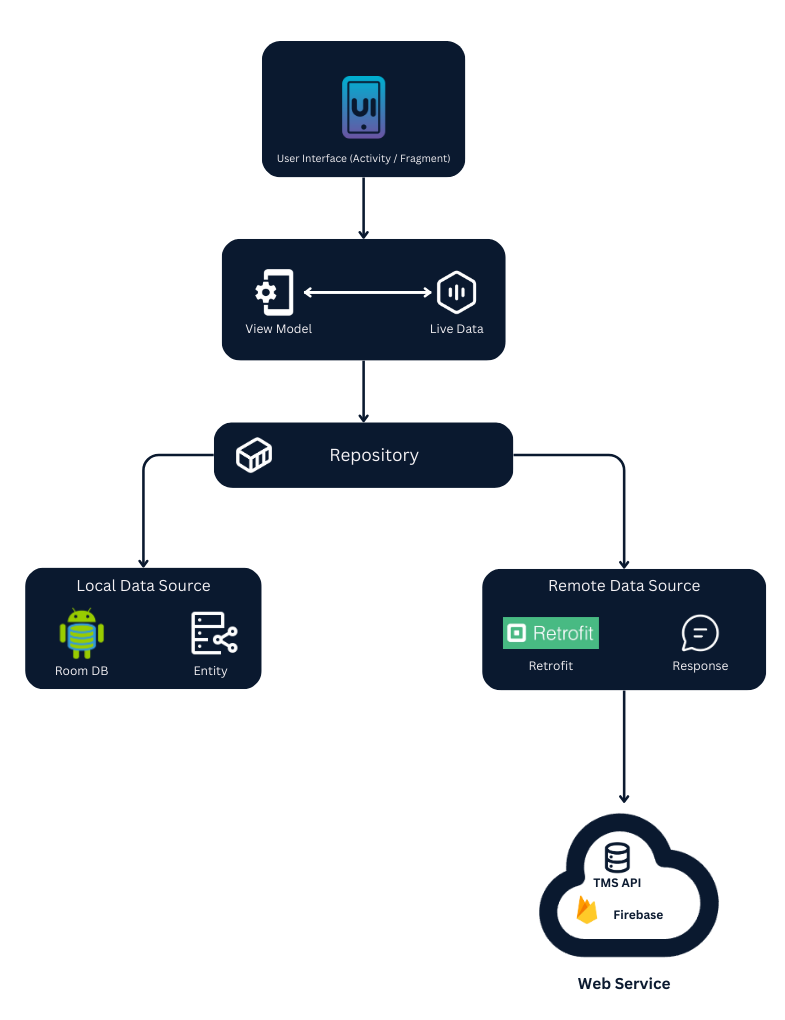 UI
User Interface (Activity / Fragment)
View Model
Live Data
Repository
Local Data Source
Room DB
Entity
Remote Data Source
Retrofit
Retrofit
Response
TMS API
Firebase
Web Service